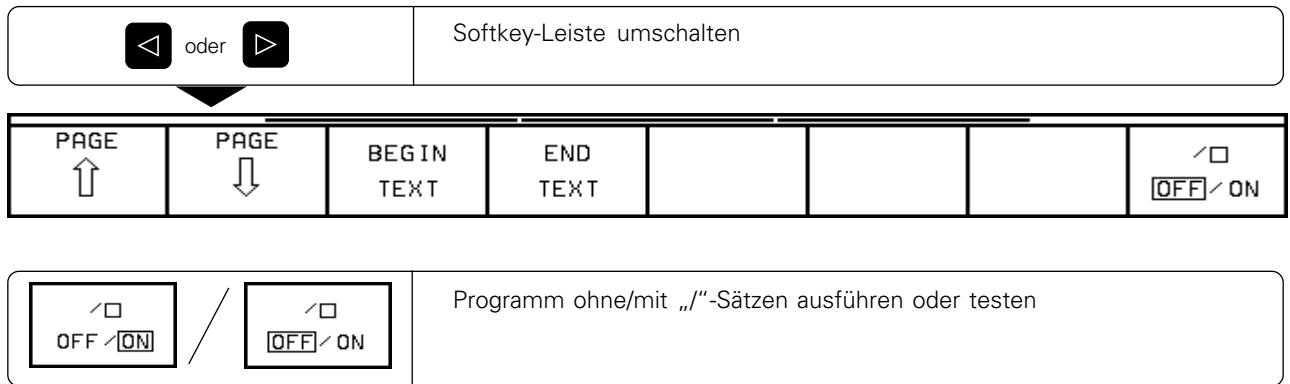 ◁ oder ▷ Softkey-Leiste umschalten
PAGE ⇧ PAGE ⇩ BEGIN TEXT END TEXT /□ OFF / ON
/□ OFF / ON / /□ OFF / ON Programm ohne/mit „/"-Sätzen ausführen oder testen